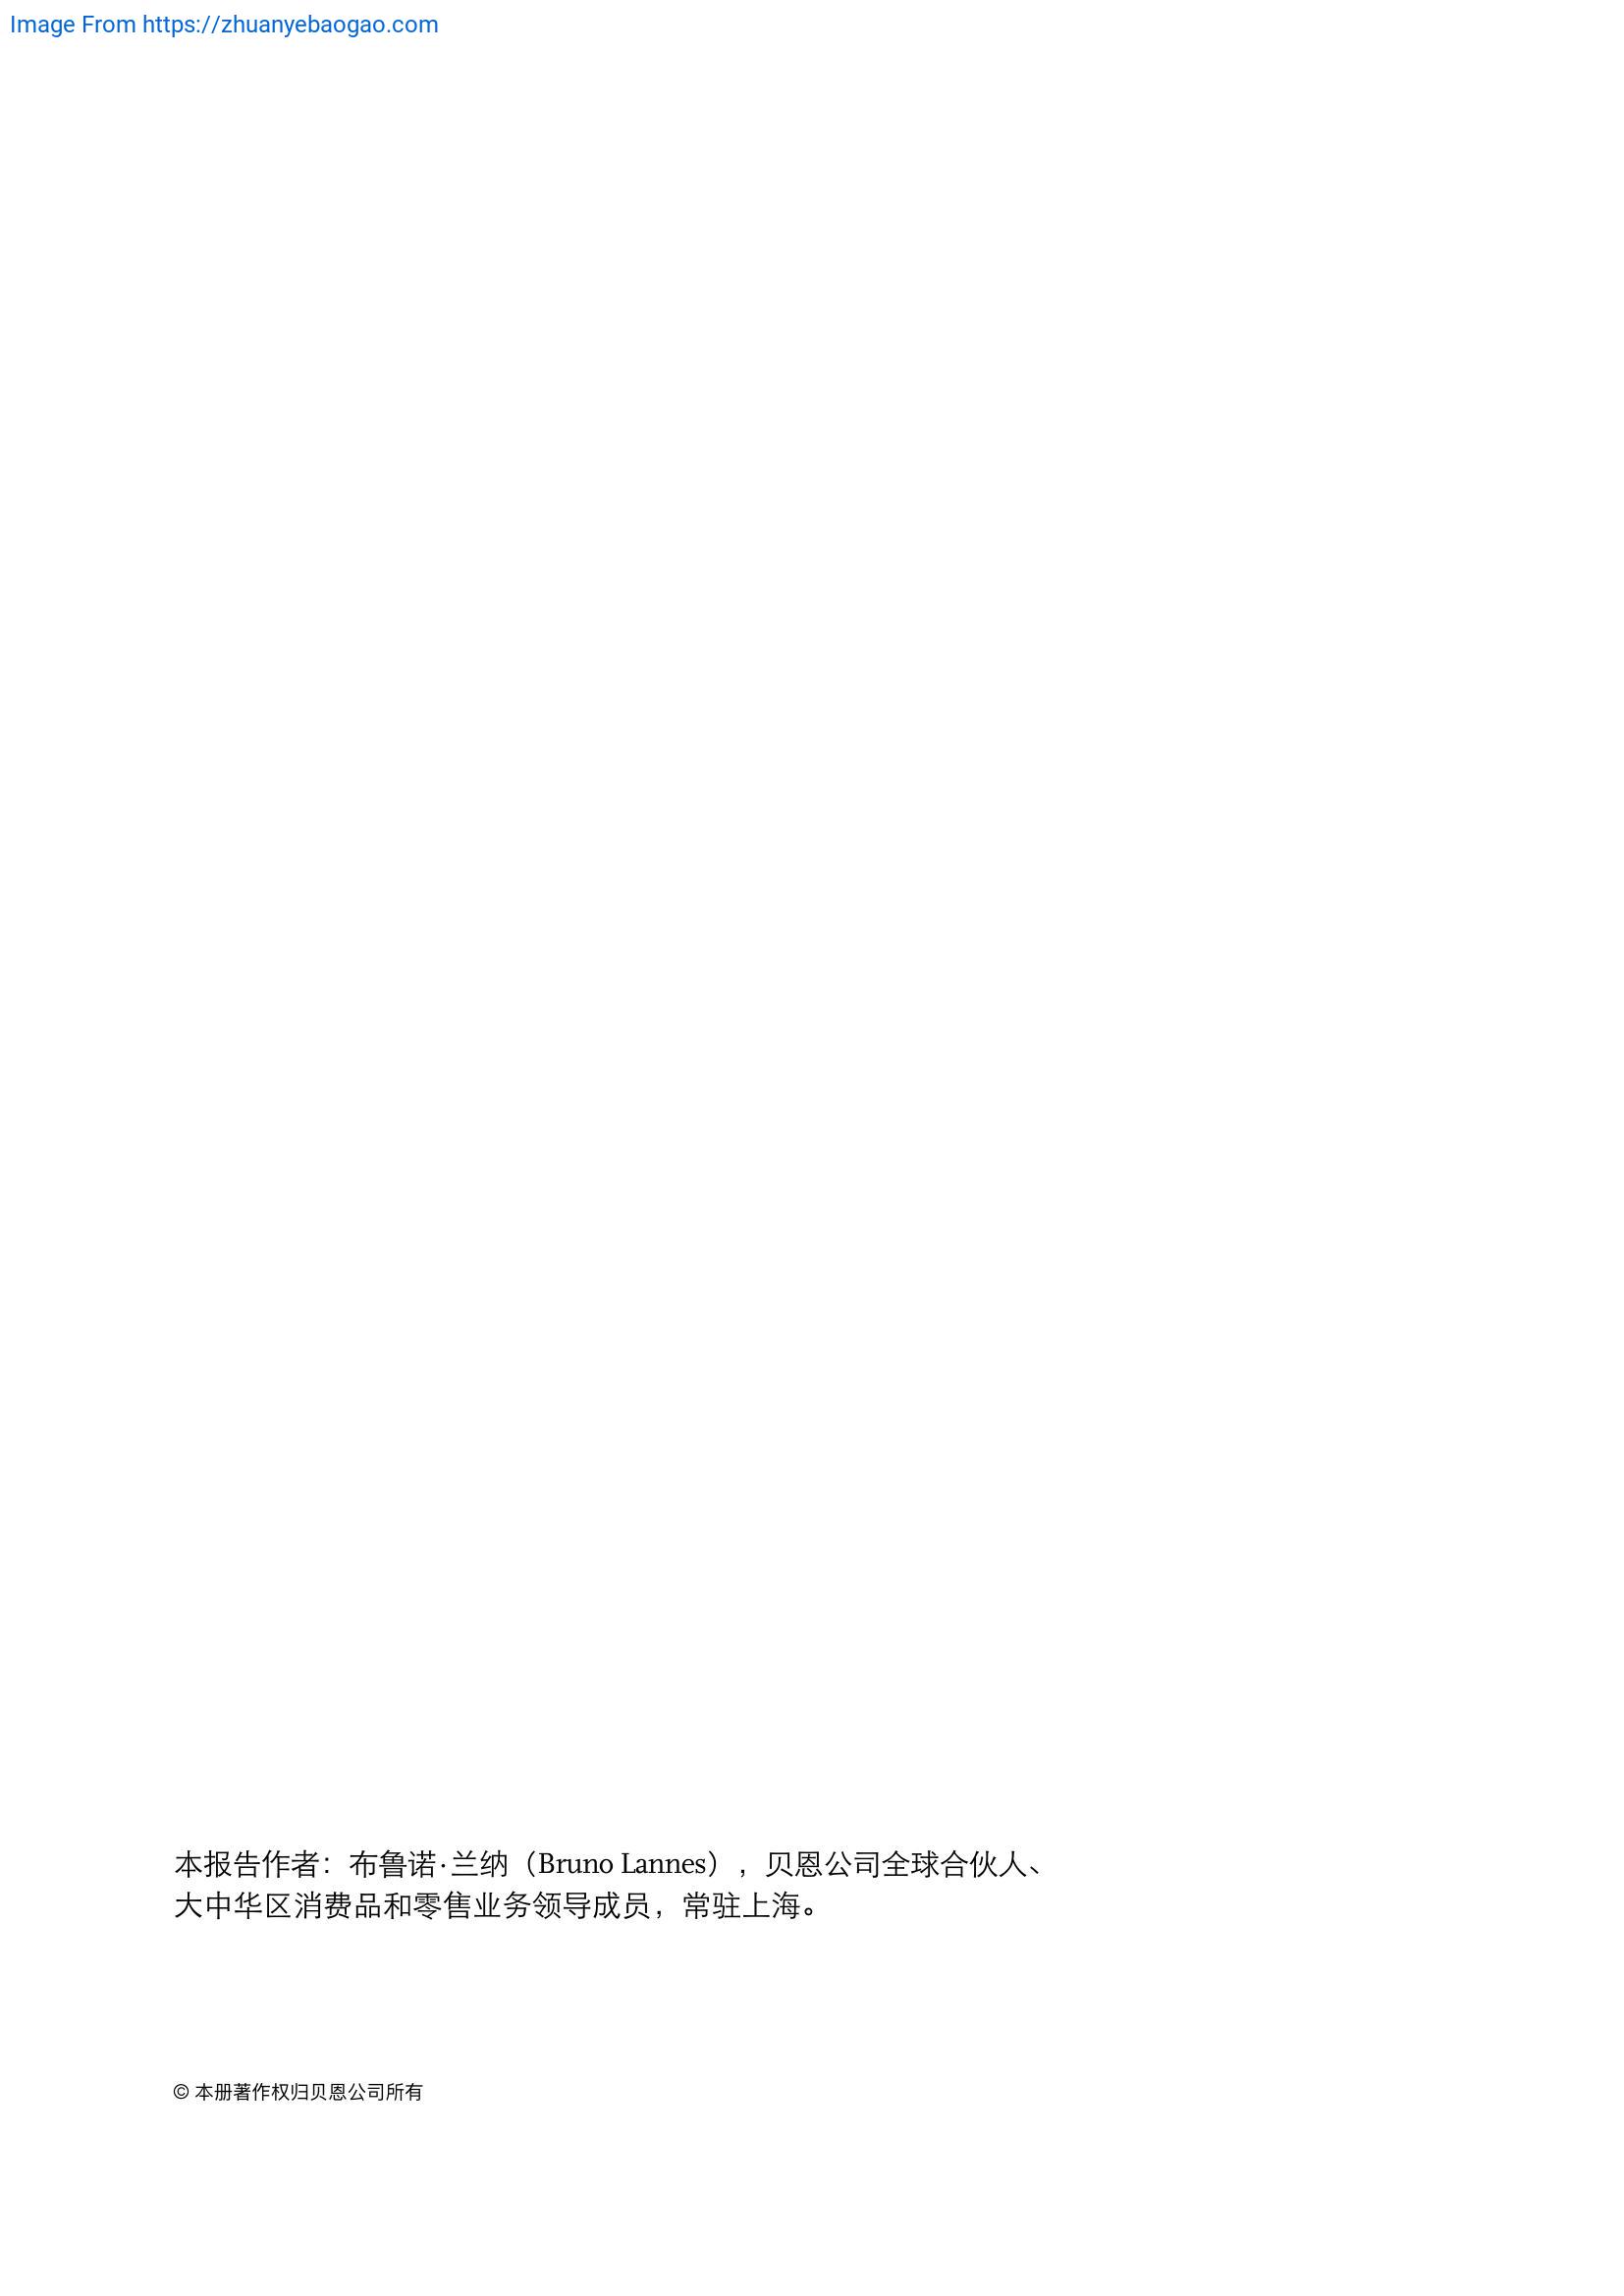 Image From https://zhuanyebaogao.com
本报告作者：布鲁诺·兰纳（Bruno Lannes），贝恩公司全球合伙人、
大中华区消费品和零售业务领导成员，常驻上海。
© 本册著作权归贝恩公司所有